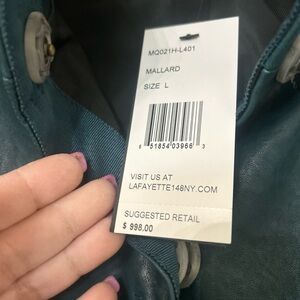 MQ021H-L401
MALLARD
SIZE L
6 51854 03966 3
VISIT US AT
LAFAYETTE148NY.COM
SUGGESTED RETAIL
$ 998.00